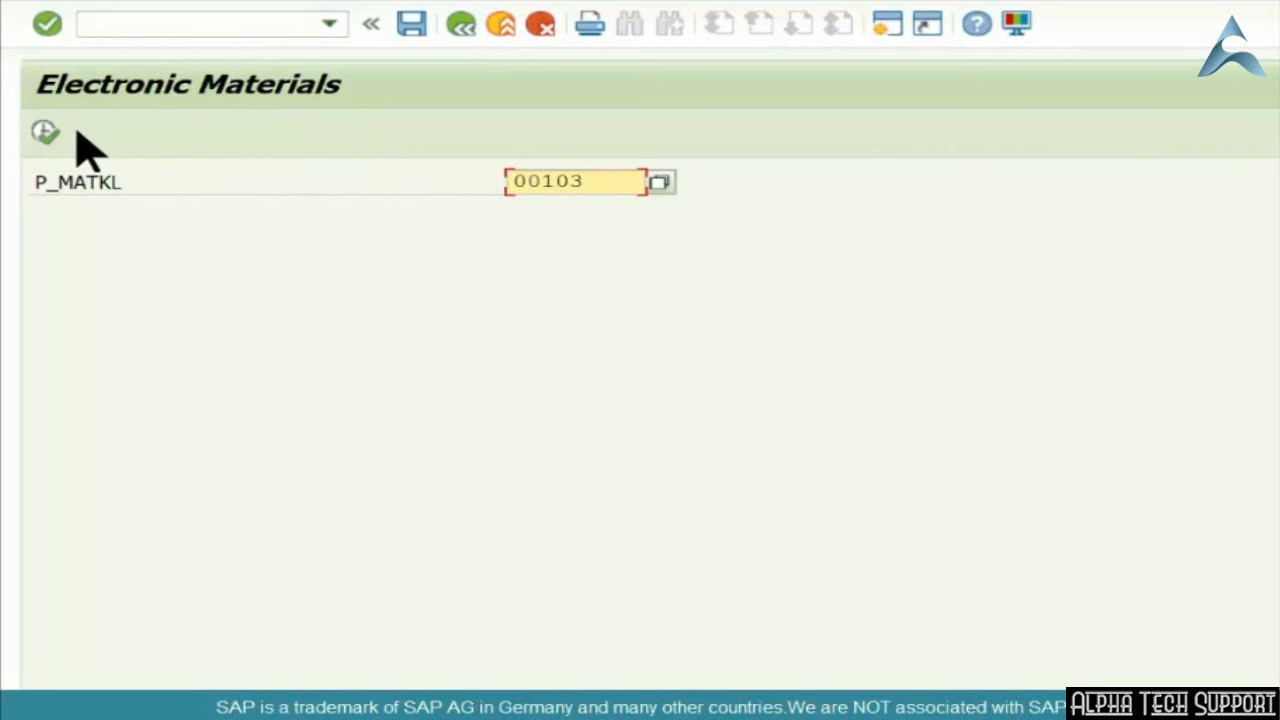 Electronic Materials
P_MATKL 00103
SAP is a trademark of SAP AG in Germany and many other countries.We are NOT associated with SAP
Alpha Tech Support